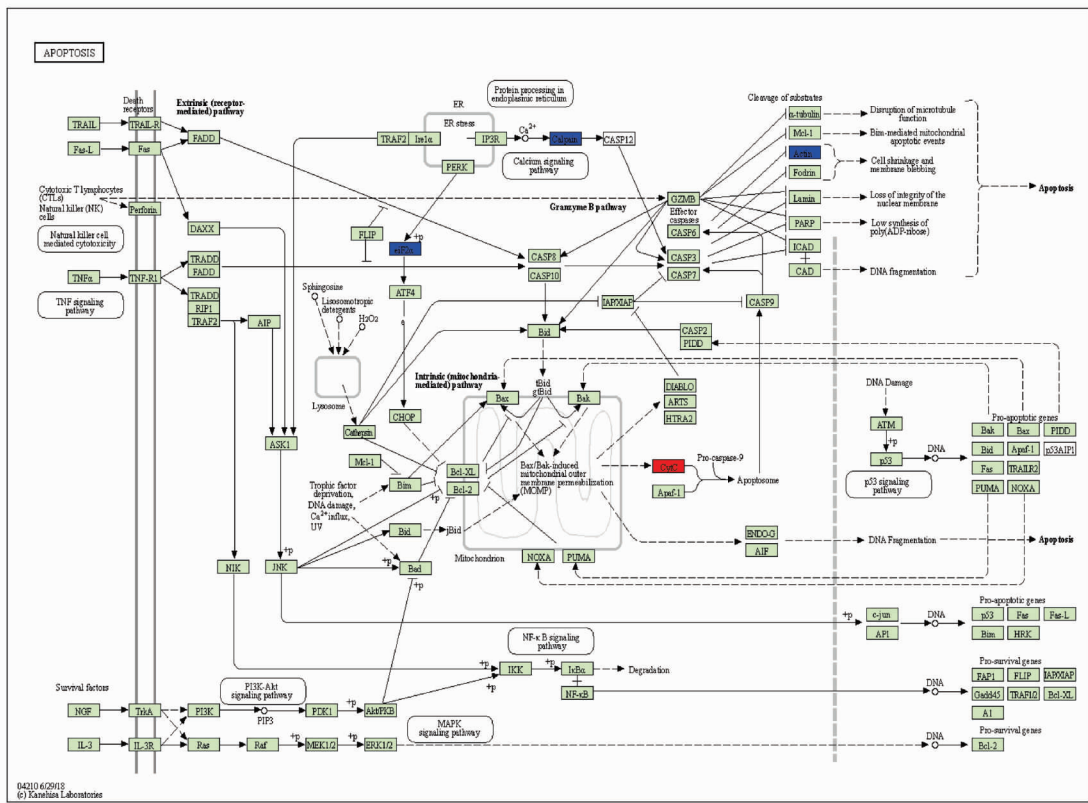 APOPTOSIS
Death
receptors
Extrinsic (receptor-
mediated) pathway
TRAIL
TRAIL-R
FADD
Fas-L
Fas
Cytotoxic T lymphocytes
(CTLs)
Natural killer (NK)
cells
Perforin
Natural killer cell
mediated cytotoxicity
DAXX
TNFα
TNF-R1
TRADD
FADD
TNF signaling
pathway
TRADD
RIP1
TRAF2
AIP
ER
Protein processing in
endoplasmic reticulum
ER stress
TRAF2
Ire1α
IP3R
Ca2+
Calpain
CASP12
Calcium signaling
pathway
PERK
Granzyme B pathway
FLIP
+p
eIF2α
ATF4
Sphingosine
Lisosomotropic
detergents
H2O2
Lysosome
Cathepsin
Intrinsic (mitochondria-
mediated) pathway
CHOP
ASK1
CASP8
CASP10
Bid
tBid
gtBid
Bax
Bak
GZMB
Effector
caspases
CASP6
CASP3
CASP7
IAP/XIAP
CASP9
CASP2
PIDD
DIABLO
ARTS
HTRA2
Cleavage of substrates
α-tubulin
Disruption of microtubule
function
Mcl-1
Bim-mediated mitochondrial
apoptotic events
Actin
Fodrin
Cell shrinkage and
membrane blebbing
Lamin
Loss of integrity of the
nuclear membrane
PARP
Low synthesis of
poly(ADP-ribose)
ICAD
CAD
DNA fragmentation
Apoptosis
Mcl-1
Bim
Bcl-XL
Bcl-2
+p
Trophic factor
deprivation,
DNA damage,
Ca2+ influx,
UV
Bid
jBid
Bad
+p
Bax/Bak-induced
mitochondrial outer
membrane permeabilization
(MOMP)
Mitochondrion
NOXA
PUMA
CytC
Apaf-1
Pro-caspase-9
Apoptosome
ENDO-G
AIF
DNA Fragmentation
Apoptosis
DNA Damage
ATM
+p
p53
DNA
p53 signaling
pathway
Pro-apoptotic genes
Bak
Bax
PIDD
Bid
Apaf-1
p53AIP1
Fas
TRAILR2
PUMA
NOXA
NIK
+p
JNK
+p
+p
c-jun
AP1
DNA
Pro-apoptotic genes
p53
Fas
Fas-L
Bim
HRK
NF-κB signaling
pathway
+p
+p
IKK
+p
IκBα
NF-κB
Degradation
DNA
Pro-survival genes
FAP1
FLIP
IAP/XIAP
Gadd45
TRAF1/2
Bcl-XL
A1
Survival factors
NGF
TrkA
PI3K
PI3K-Akt
signaling pathway
PIP3
PDK1
+p
Akt/PKB
MAPK
signaling pathway
IL-3
IL-3R
Ras
Raf
+p
MEK1/2
+p
ERK1/2
DNA
Pro-survival genes
Bcl-2
04210 6/29/18
(c) Kanehisa Laboratories